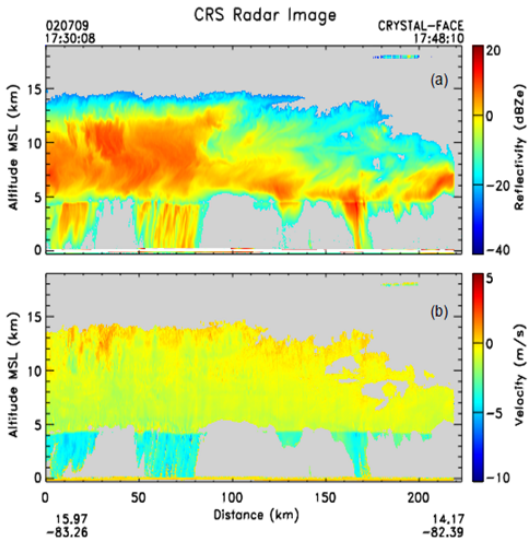 CRS Radar Image
020709 CRYSTAL-FACE
17:30:08 17:48:10
(a)
Altitude MSL (km)
15
10
5
0
20
0
-20
-40
Reflectivity (dBZe)
(b)
Altitude MSL (km)
15
10
5
0
5
0
-5
-10
Velocity (m/s)
0 50 100 150 200
Distance (km)
15.97 14.17
-83.26 -82.39